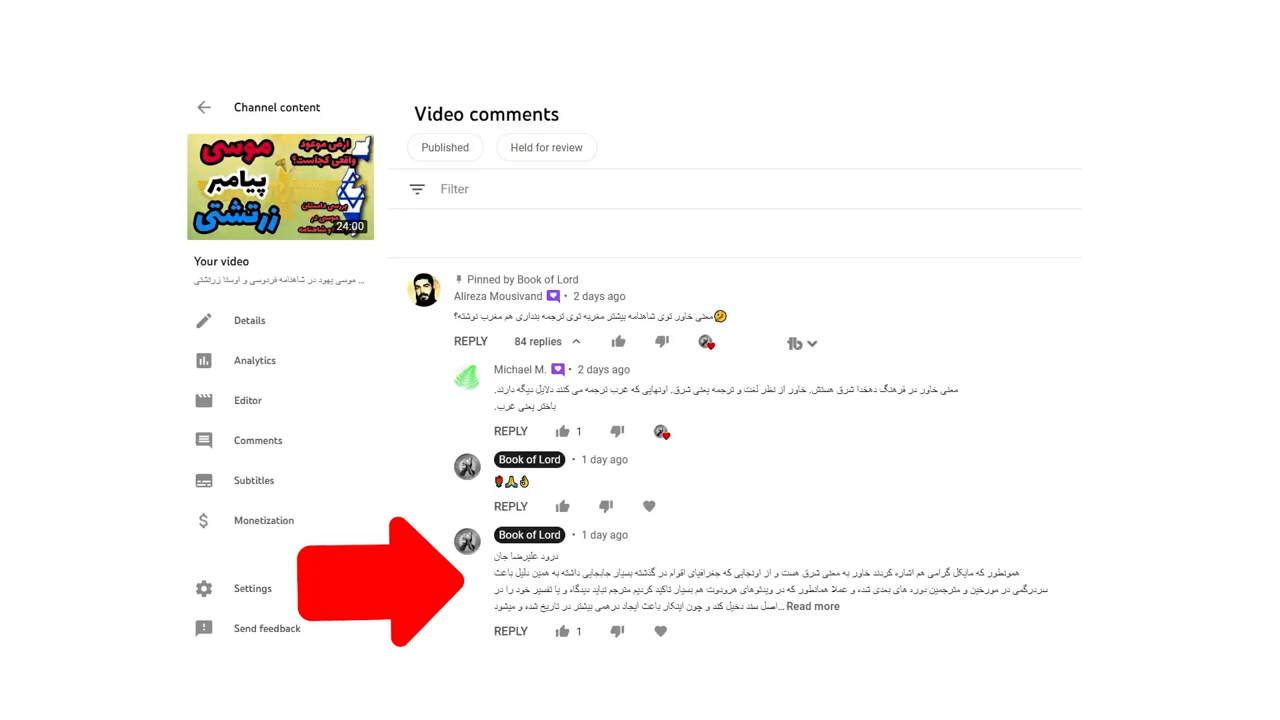 Channel content
موسی
پیامبر
زرتشتی
ارض موعود
واقعی کجاست؟
بررسی داستان
موسی در
و شاهنامه
24:00
Your video
... موسی یهود در شاهنامه فردوسی و اوستا زرتشتی
Details
Analytics
Editor
Comments
Subtitles
Monetization
Settings
Send feedback
Video comments
Published
Held for review
Filter
Pinned by Book of Lord
Alireza Mousivand • 2 days ago
معنی خاور توی شاهنامه بیشتر مغربه توی ترجمه بنداری هم مغرب نوشته؟🤔
REPLY 84 replies
Michael M. • 2 days ago
معنی خاور در فرهنگ دهخدا شرق هستش. خاور از نظر لغت و ترجمه یعنی شرق. اونهایی که غرب ترجمه می کنند دلایل دیگه دارند.
باختر یعنی غرب.
REPLY 1
Book of Lord • 1 day ago
🌹🙏👌
REPLY
Book of Lord • 1 day ago
درود علیرضا جان
همونطور که مایکل گرامی هم اشاره کردند خاور به معنی شرق هست و از اونجایی که جغرافیای اقوام در گذشته بسیار جابجایی داشته به همین دلیل باعث
سردرگمی در مورخین و مترجمین دوره های بعدی شده و عملا همانطور که در ویدئوهای هرودوت هم بسیار تاکید کردیم مترجم نباید دیدگاه و یا تفسیر خود را در
اصل سند دخیل کند و چون اینکار باعث ایجاد درهمی بیشتر در تاریخ شده و میشود... Read more
REPLY 1